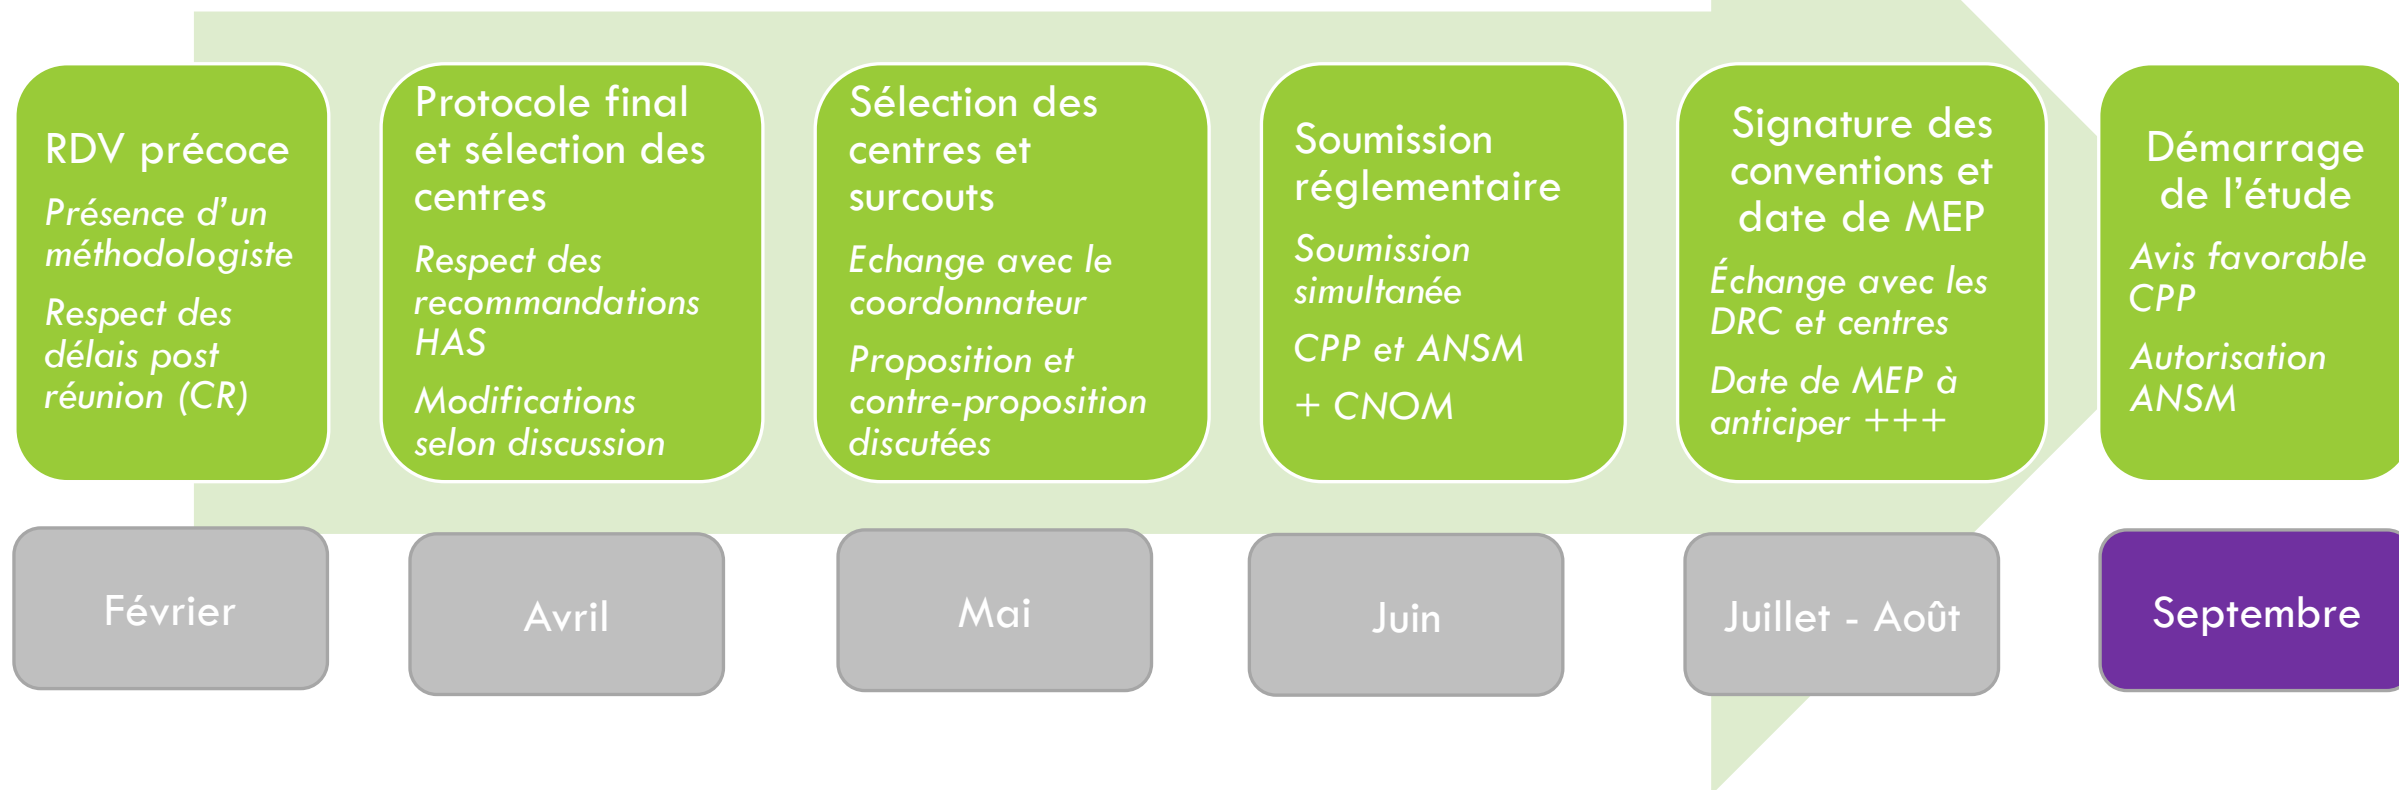 RDV précoce
Présence d’un
méthodologiste
Respect des
délais post
réunion (CR)
Protocole final
et sélection des
centres
Respect des
recommandations
HAS
Modifications
selon discussion
Sélection des
centres et
surcouts
Echange avec le
coordonnateur
Proposition et
contre-proposition
discutées
Soumission
réglementaire
Soumission
simultanée
CPP et ANSM
+ CNOM
Signature des
conventions et
date de MEP
Échange avec les
DRC et centres
Date de MEP à
anticiper +++
Démarrage
de l’étude
Avis favorable
CPP
Autorisation
ANSM
Février
Avril
Mai
Juin
Juillet - Août
Septembre